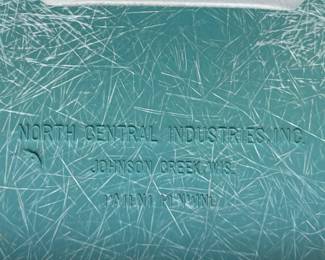 NORTH CENTRAL INDUSTRIES, INC.
JOHNSON CREEK, WIS.
PATENT PENDING